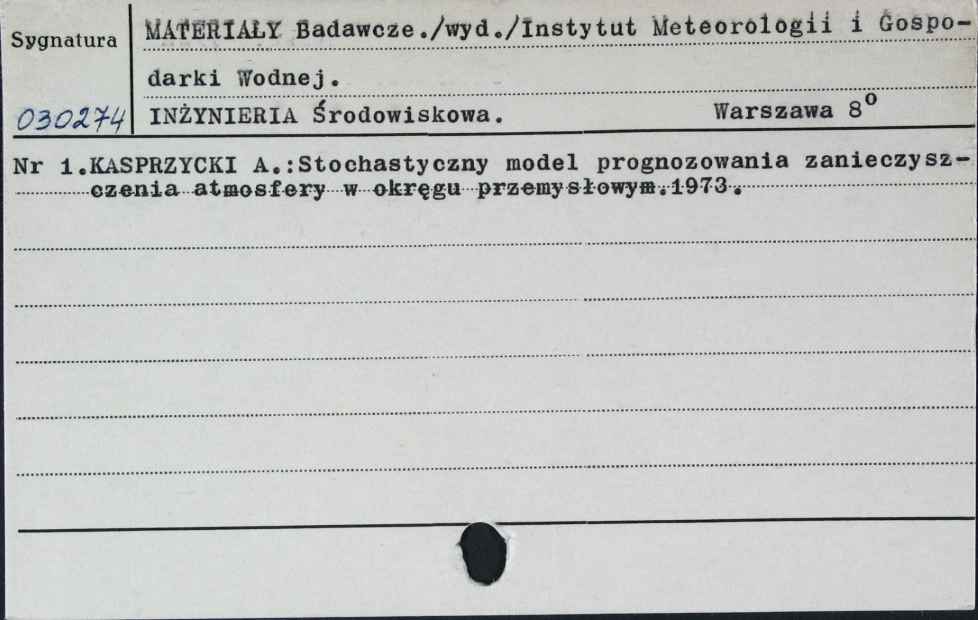 Sygnatura
MATERIAŁY Badawcze./wyd./Instytut Meteorologii i Gospo-
darki Wodnej.
030274
INŻYNIERIA Środowiskowa. Warszawa 8º
Nr 1.KASPRZYCKI A.:Stochastyczny model prognozowania zanieczysz-
czenia atmosfery w okręgu przemysłowym.1973.